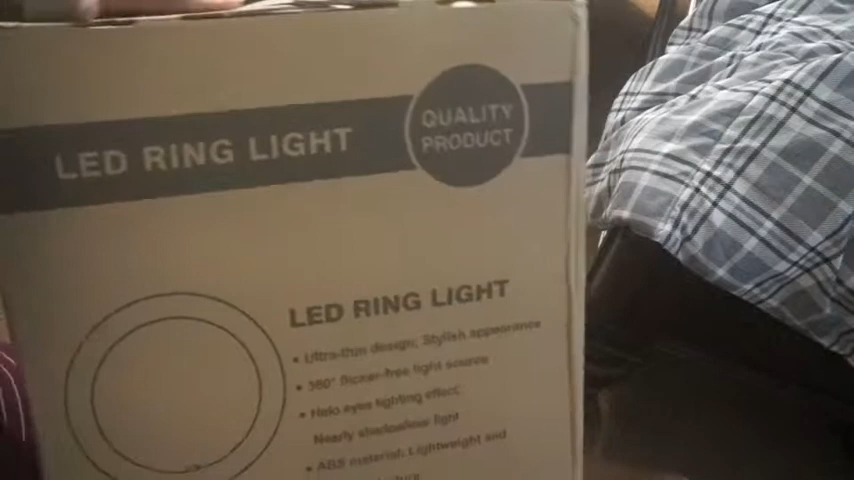 LED RING LIGHT
QUALITY
PRODUCT
LED RING LIGHT
• Ultra-thin design; Stylish appearance
• 360° flicker-free light source
• Halo eyes lighting effect;
Nearly shadowless light
• ABS material; Lightweight and